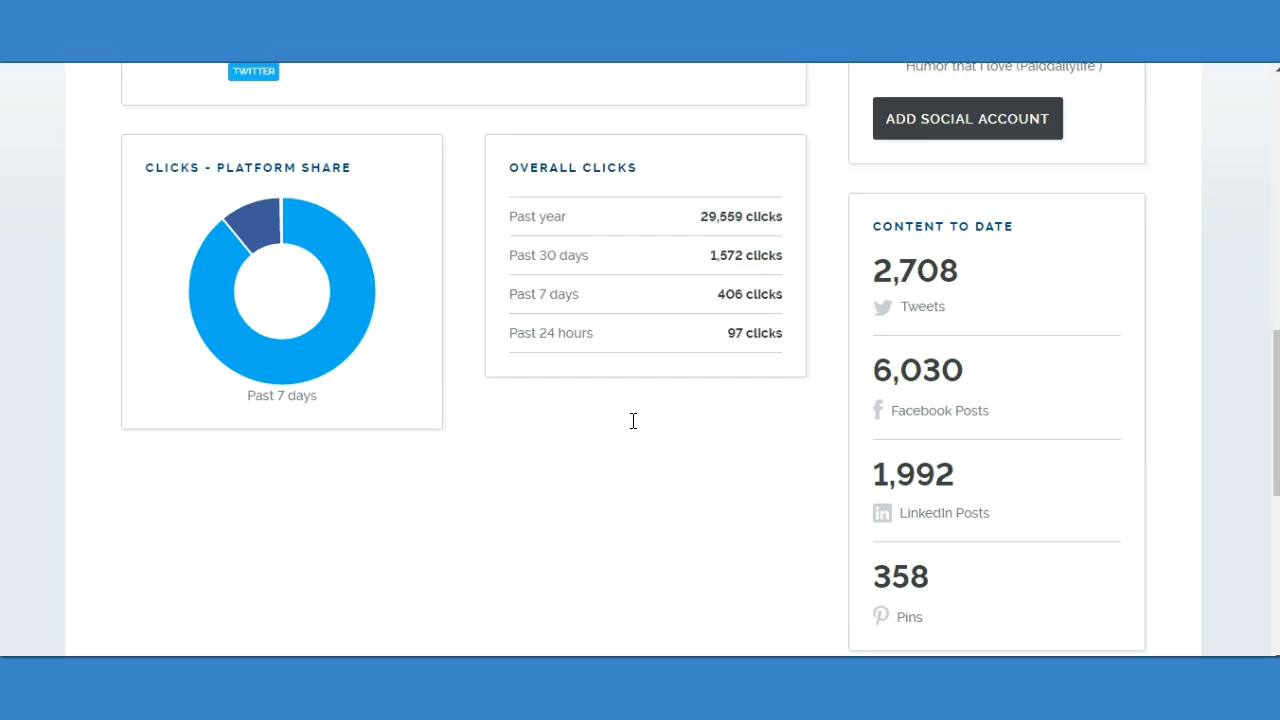 TWITTER
Humor that I love (Paiddailylife )
ADD SOCIAL ACCOUNT
CLICKS - PLATFORM SHARE
Past 7 days
OVERALL CLICKS
Past year 29,559 clicks
Past 30 days 1,572 clicks
Past 7 days 406 clicks
Past 24 hours 97 clicks
CONTENT TO DATE
2,708
Tweets
6,030
Facebook Posts
1,992
in LinkedIn Posts
358
Pins